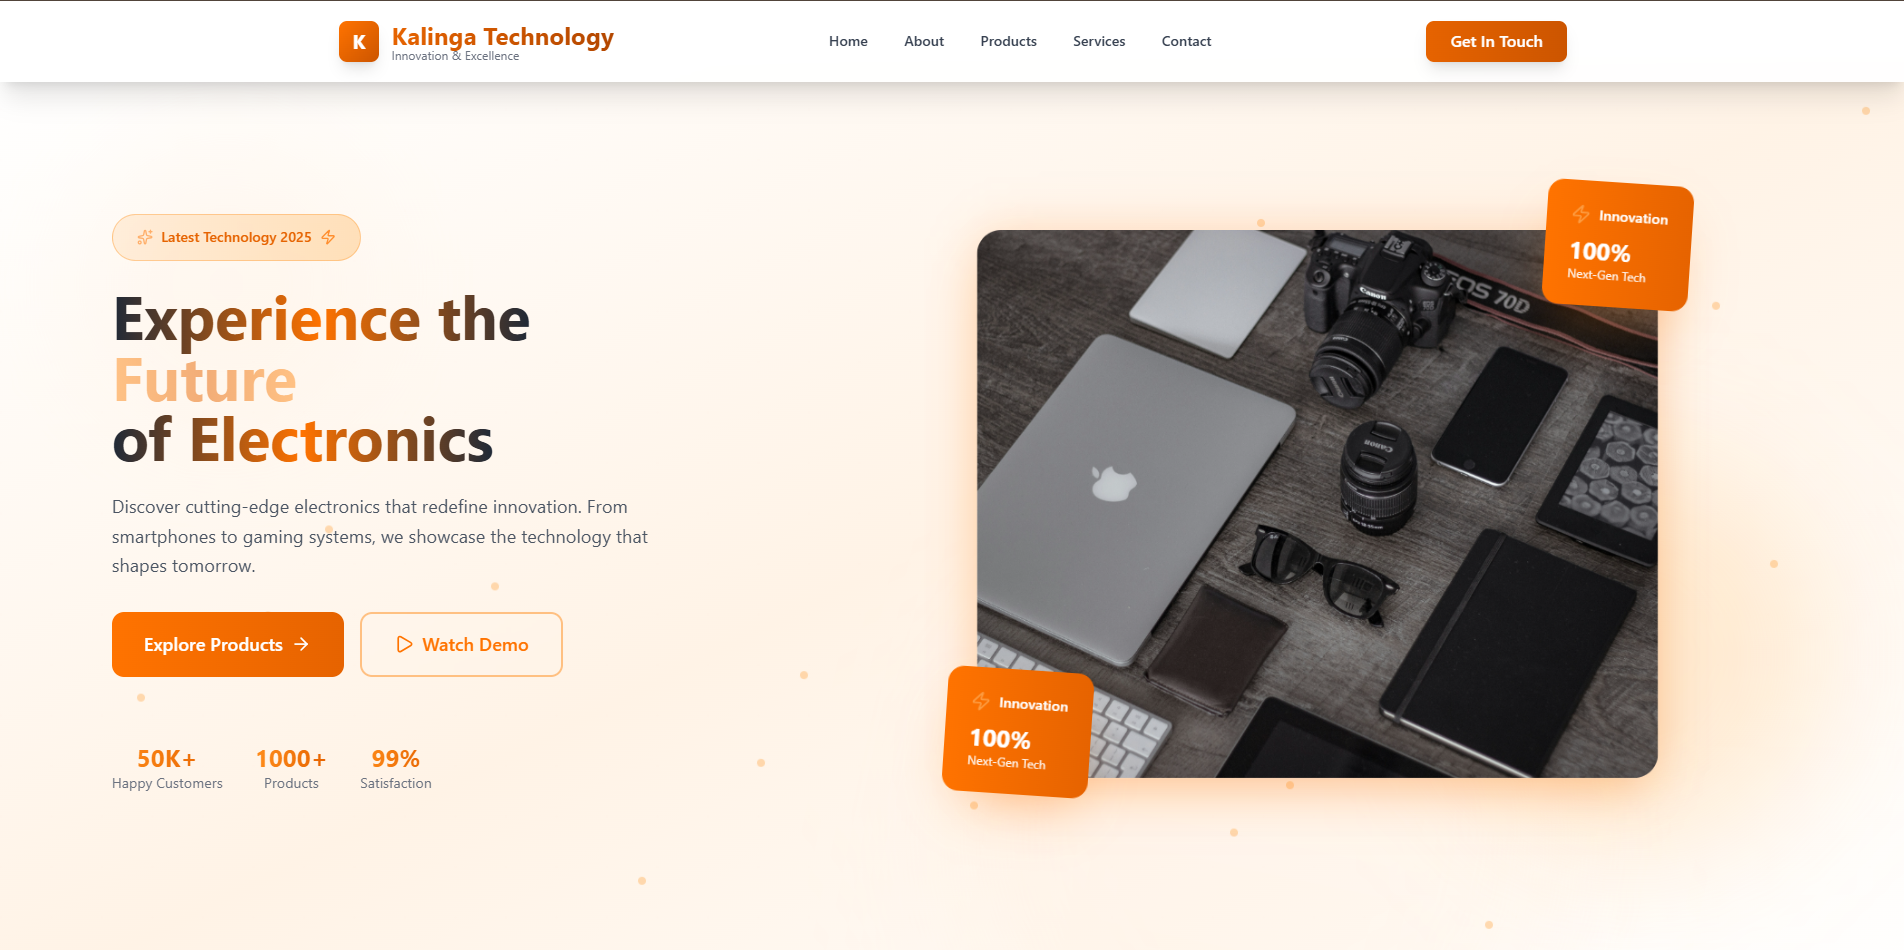 K
Kalinga Technology
Innovation & Excellence
Home
About
Products
Services
Contact
Get In Touch
Latest Technology 2025
Experience the
Future
of Electronics
Discover cutting-edge electronics that redefine innovation. From
smartphones to gaming systems, we showcase the technology that
shapes tomorrow.
Explore Products
Watch Demo
50K+
Happy Customers
1000+
Products
99%
Satisfaction
Innovation
100%
Next-Gen Tech
Canon
EOS 70D
Canon
Innovation
100%
Next-Gen Tech